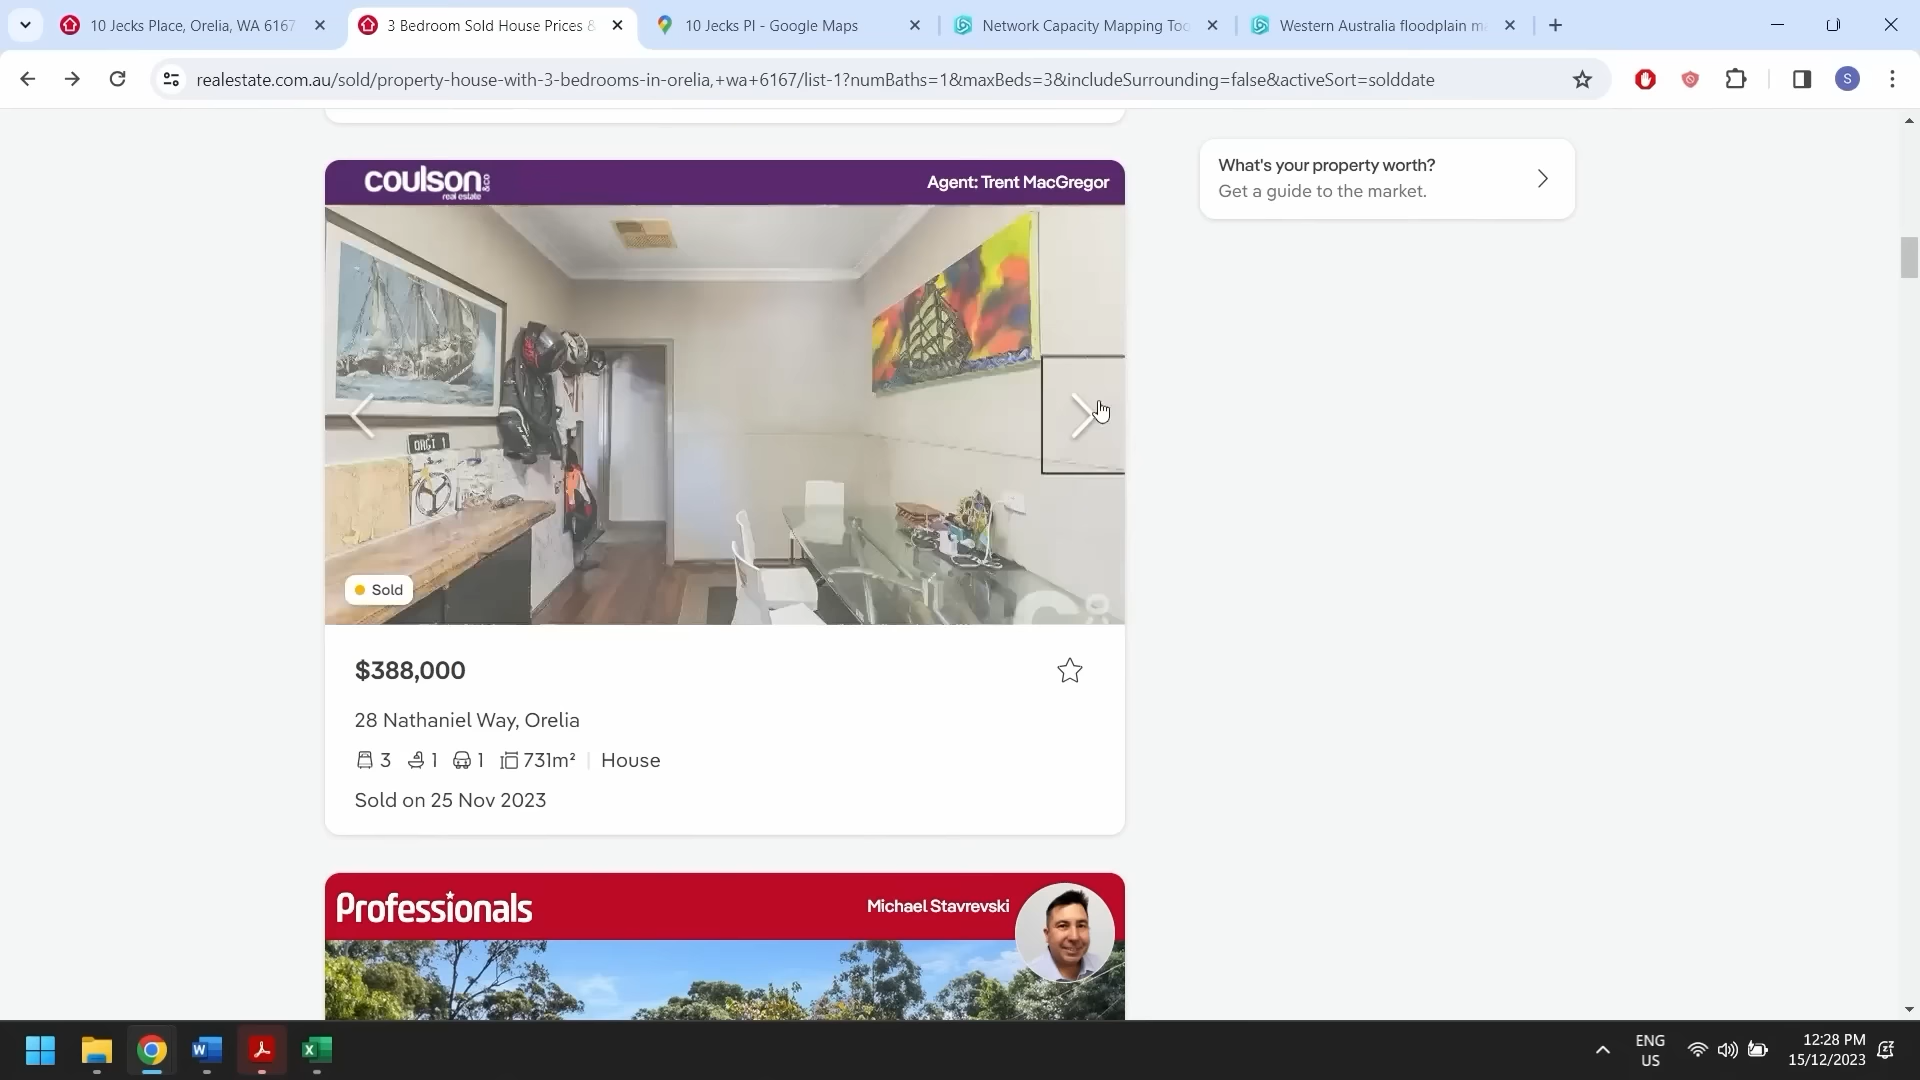 10 Jecks Place, Orelia, WA 6167
3 Bedroom Sold House Prices &
10 Jecks Pl - Google Maps
Network Capacity Mapping Too
Western Australia floodplain ma
realestate.com.au/sold/property-house-with-3-bedrooms-in-orelia,+wa+6167/list-1?numBaths=1&maxBeds=3&includeSurrounding=false&activeSort=solddate
S
coulson &co
real estate
Agent: Trent MacGregor
What's your property worth?
Get a guide to the market.
Sold
$388,000
28 Nathaniel Way, Orelia
3 1 1 731m² House
Sold on 25 Nov 2023
Professionals
Michael Stavrevski
ENG
US
12:28 PM
15/12/2023